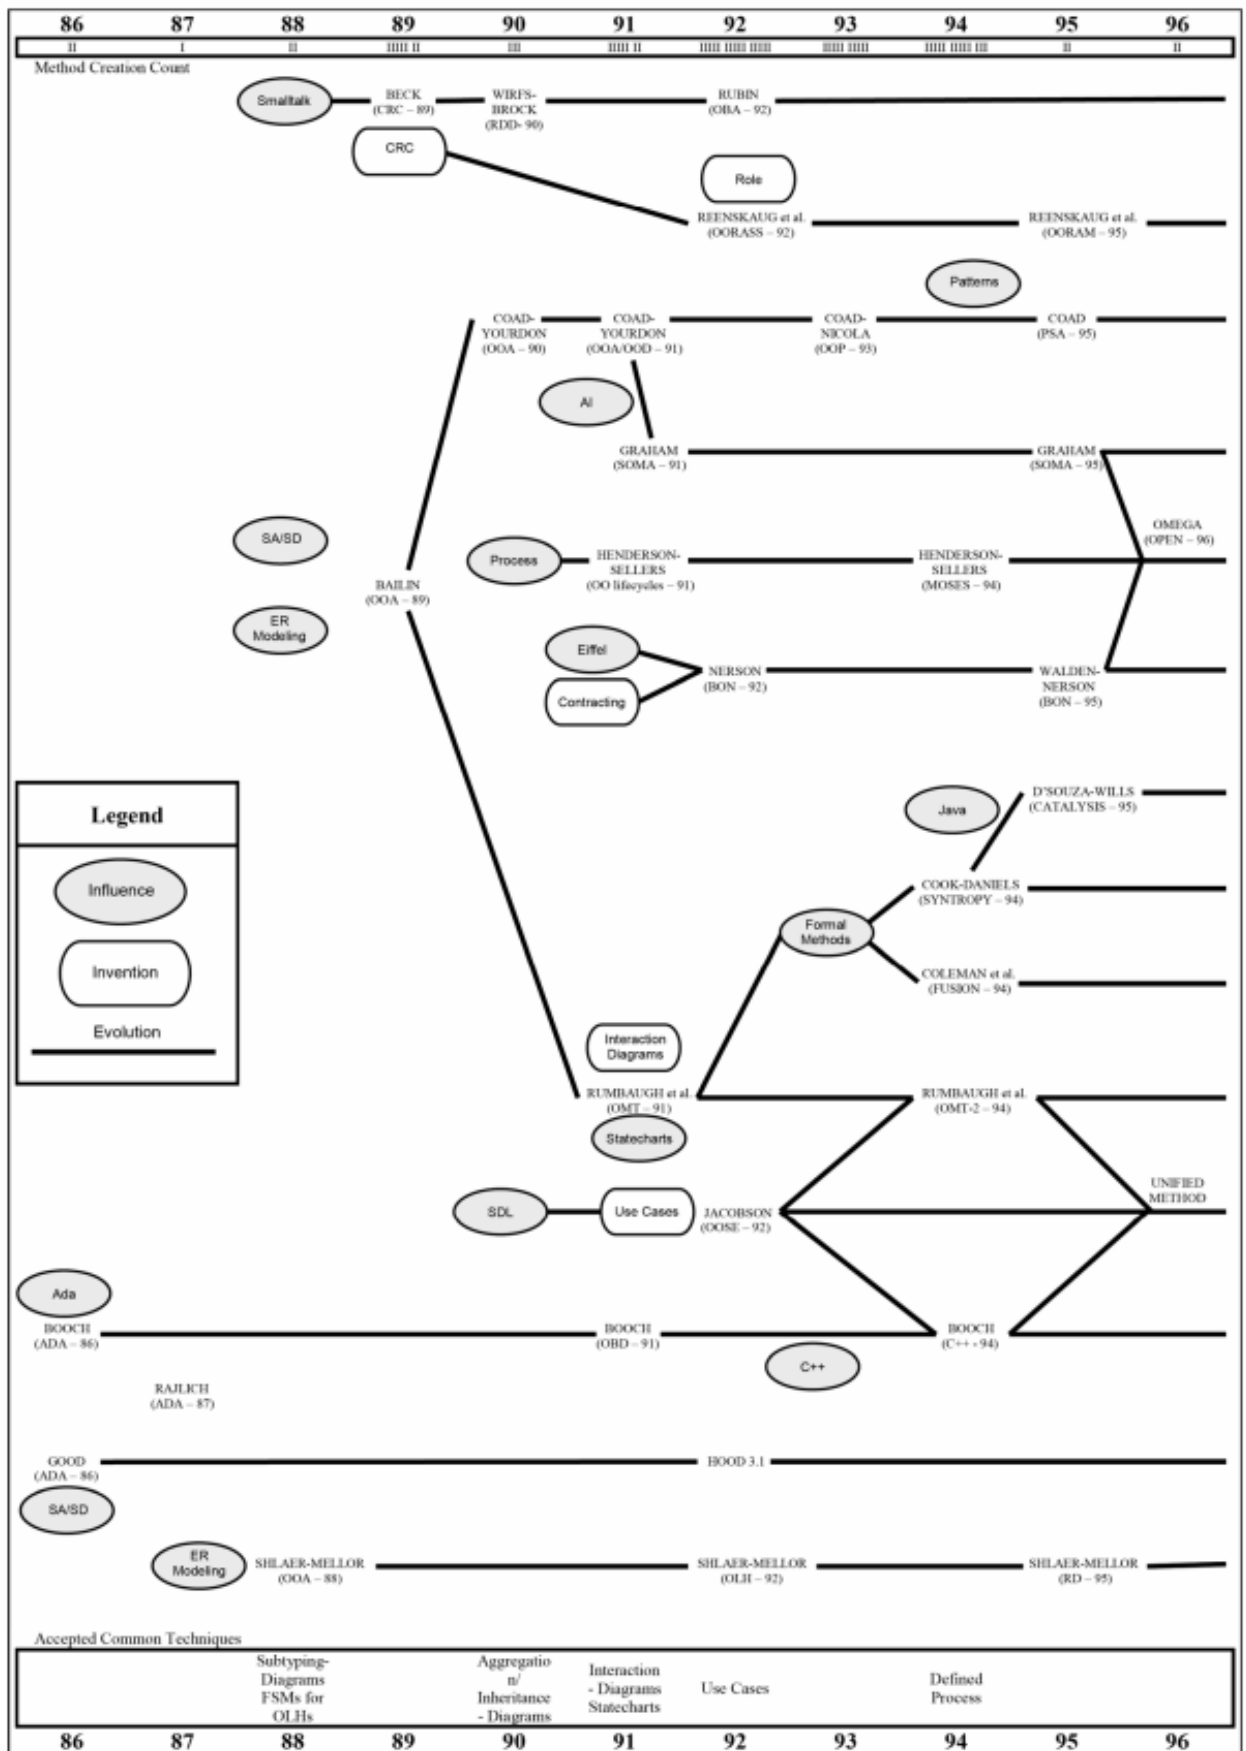 86 87 88 89 90 91 92 93 94 95 96
II I II IIIII II III IIIII II IIIII IIIII IIIII IIIII IIIII IIIII IIIII III II II
Method Creation Count
Smalltalk
BECK
(CRC – 89)
WIRFS-
BROCK
(RDD- 90)
RUBIN
(OBA – 92)
CRC
Role
REENSKAUG et al.
(OORASS – 92)
REENSKAUG et al.
(OORAM – 95)
Patterns
COAD-
YOURDON
(OOA – 90)
COAD-
YOURDON
(OOA/OOD – 91)
COAD-
NICOLA
(OOP – 93)
COAD
(PSA – 95)
AI
GRAHAM
(SOMA – 91)
GRAHAM
(SOMA – 95)
OMEGA
(OPEN – 96)
SA/SD
Process
HENDERSON-
SELLERS
(OO lifecycles – 91)
HENDERSON-
SELLERS
(MOSES – 94)
BAILIN
(OOA – 89)
ER
Modeling
Eiffel
Contracting
NERSON
(BON – 92)
WALDEN-
NERSON
(BON – 95)
Legend
Influence
Invention
Evolution
Java
D'SOUZA-WILLS
(CATALYSIS – 95)
COOK-DANIELS
(SYNTROPY – 94)
Formal
Methods
COLEMAN et al.
(FUSION – 94)
Interaction
Diagrams
RUMBAUGH et al.
(OMT – 91)
RUMBAUGH et al.
(OMT-2 – 94)
Statecharts
SDL
Use Cases
JACOBSON
(OOSE – 92)
UNIFIED
METHOD
Ada
BOOCH
(ADA – 86)
BOOCH
(OBD – 91)
BOOCH
(C++ - 94)
C++
RAJLICH
(ADA – 87)
GOOD
(ADA – 86)
HOOD 3.1
SA/SD
ER
Modeling
SHLAER-MELLOR
(OOA – 88)
SHLAER-MELLOR
(OLH – 92)
SHLAER-MELLOR
(RD – 95)
Accepted Common Techniques
Subtyping-
Diagrams
FSMs for
OLHs
Aggregatio
n/
Inheritance
- Diagrams
Interaction
- Diagrams
Statecharts
Use Cases
Defined
Process
86 87 88 89 90 91 92 93 94 95 96